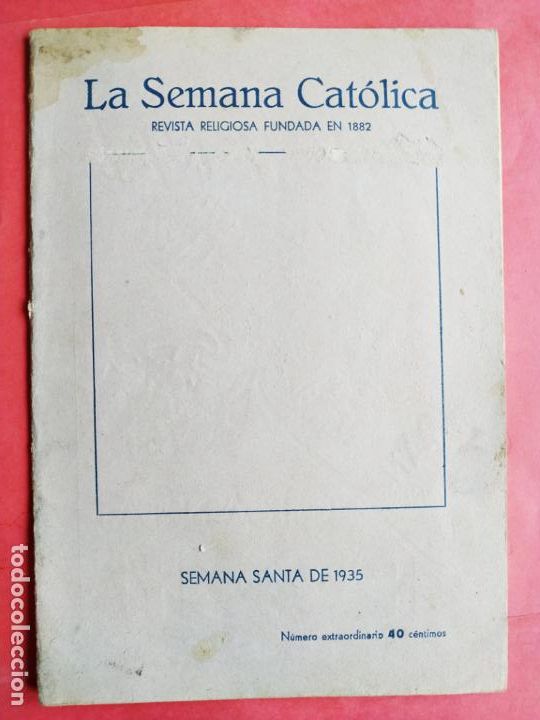 La Semana Católica
REVISTA RELIGIOSA FUNDADA EN 1882
SEMANA SANTA DE 1935
Número extraordinario 40 céntimos
todocoleccion